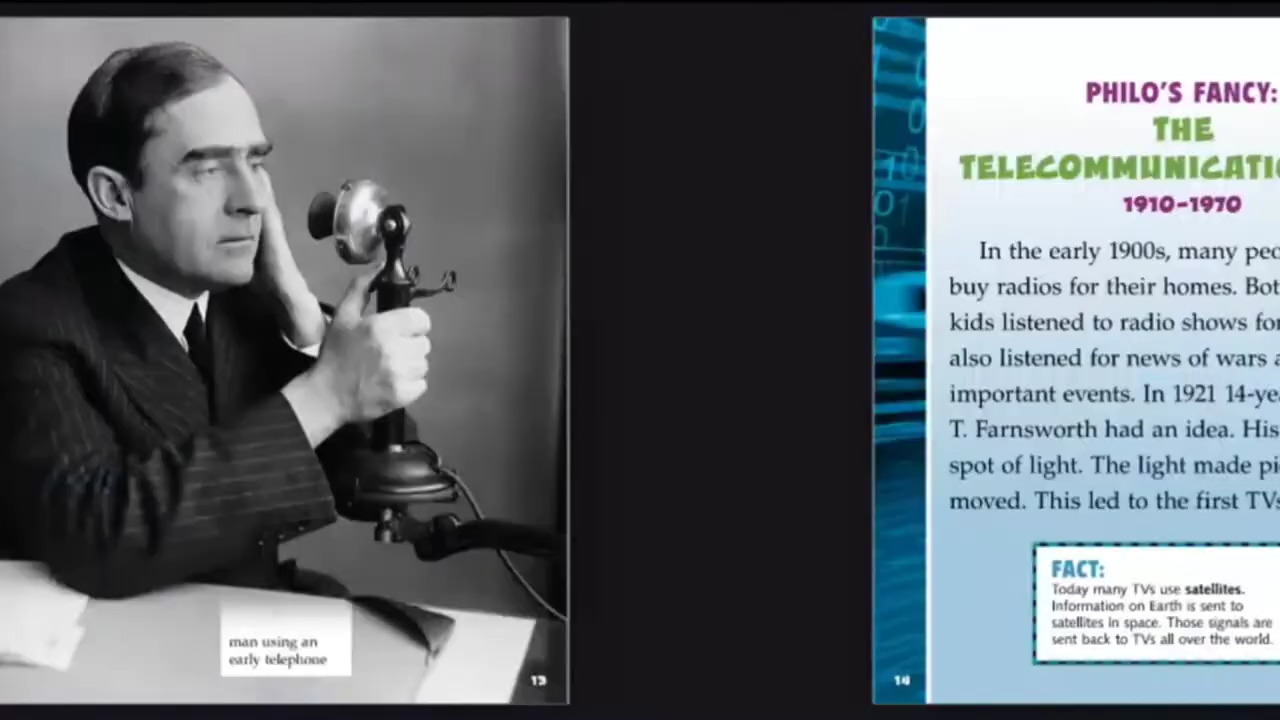 man using an
early telephone
13
PHILO'S FANCY:
THE
TELECOMMUNICATIO
1910–1970
In the early 1900s, many
buy radios for their homes.
kids listened to radio shows
also listened for news of wars
important events. In 1921
T. Farnsworth had an idea. His
spot of light. The light made
moved. This led to the first TVs
FACT:
Today many TVs use satellites.
Information on Earth is sent to
satellites in space. Those signals are
sent back to TVs all over the world.
14